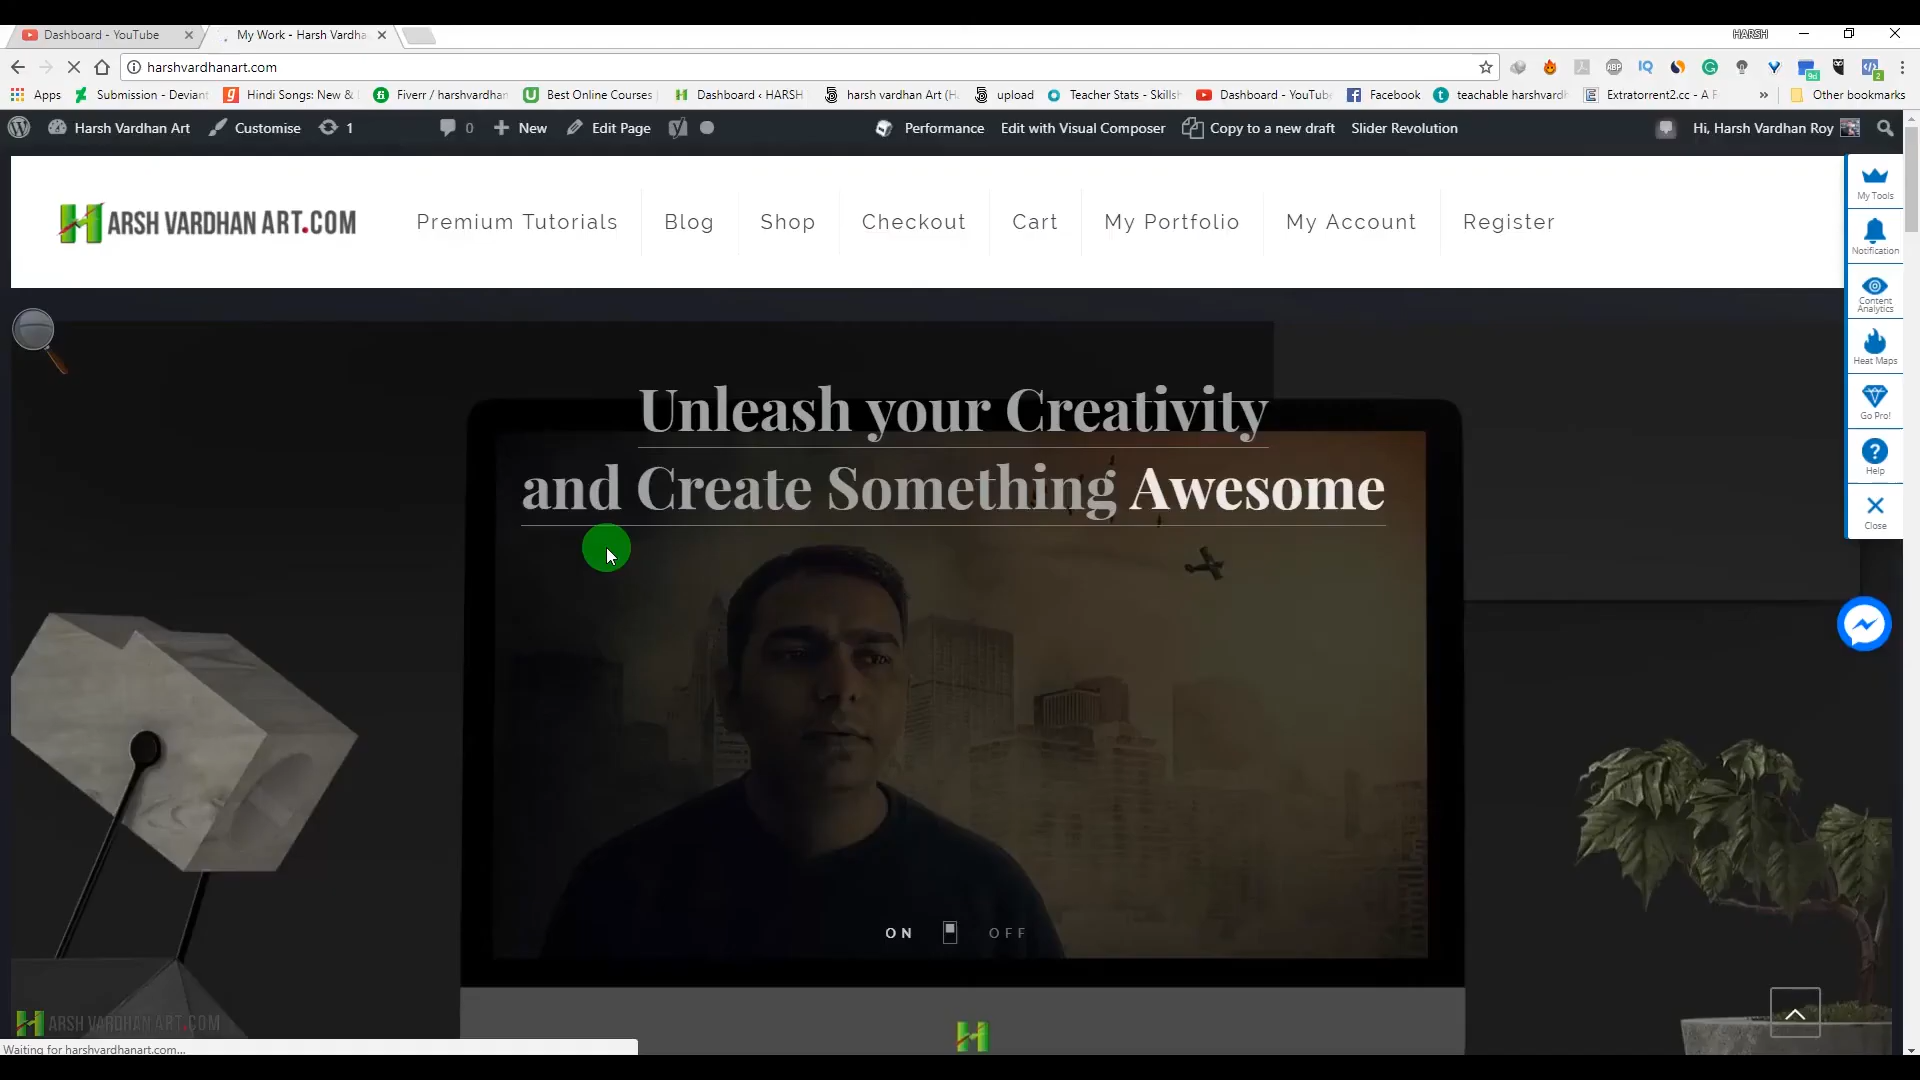 Dashboard - YouTube
My Work - Harsh Vardha
HARSH
harshvardhanart.com
Apps
Submission - Deviant
Hindi Songs: New &
Fiverr / harshvardhan
Best Online Courses
Dashboard ‹ HARSH
harsh vardhan Art (H
upload
Teacher Stats - Skillsh
Dashboard - YouTube
Facebook
teachable harshvardh
Extratorrent2.cc - A F
»
Other bookmarks
Harsh Vardhan Art
Customise
1
0
New
Edit Page
Performance
Edit with Visual Composer
Copy to a new draft
Slider Revolution
Hi, Harsh Vardhan Roy
HARSH VARDHAN ART.COM
Premium Tutorials
Blog
Shop
Checkout
Cart
My Portfolio
My Account
Register
My Tools
Notification
Content
Analytics
Heat Maps
Go Pro!
Help
Close
Unleash your Creativity
and Create Something Awesome
ON
OFF
HARSH VARDHAN ART.COM
H
Waiting for harshvardhanart.com...